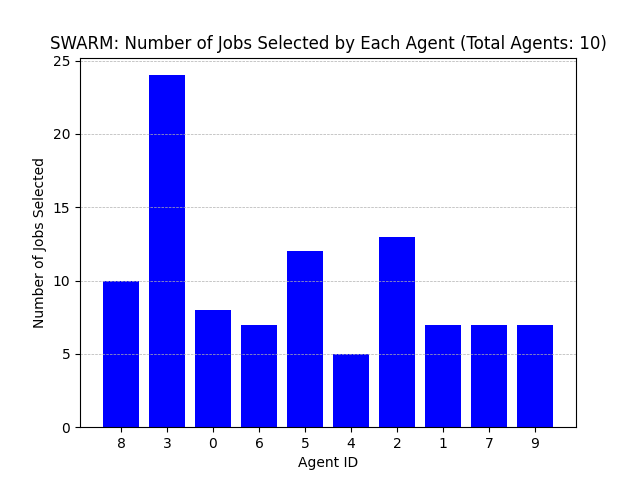 SWARM: Number of Jobs Selected by Each Agent (Total Agents: 10)
25
20
15
10
5
0
Number of Jobs Selected
8 3 0 6 5 4 2 1 7 9
Agent ID